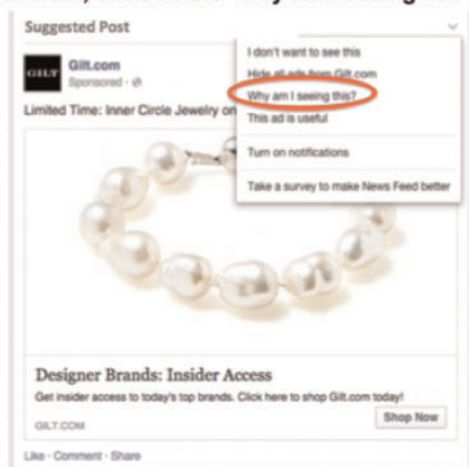 Suggested Post
I don't want to see this
Hide all ads from Gilt.com
Why am I seeing this?
This ad is useful
Turn on notifications
Take a survey to make News Feed better
GILT
Gilt.com
Sponsored ·
Limited Time: Inner Circle Jewelry on
Designer Brands: Insider Access
Get insider access to today's top brands. Click here to shop Gilt.com today!
GILT.COM
Shop Now
Like · Comment · Share